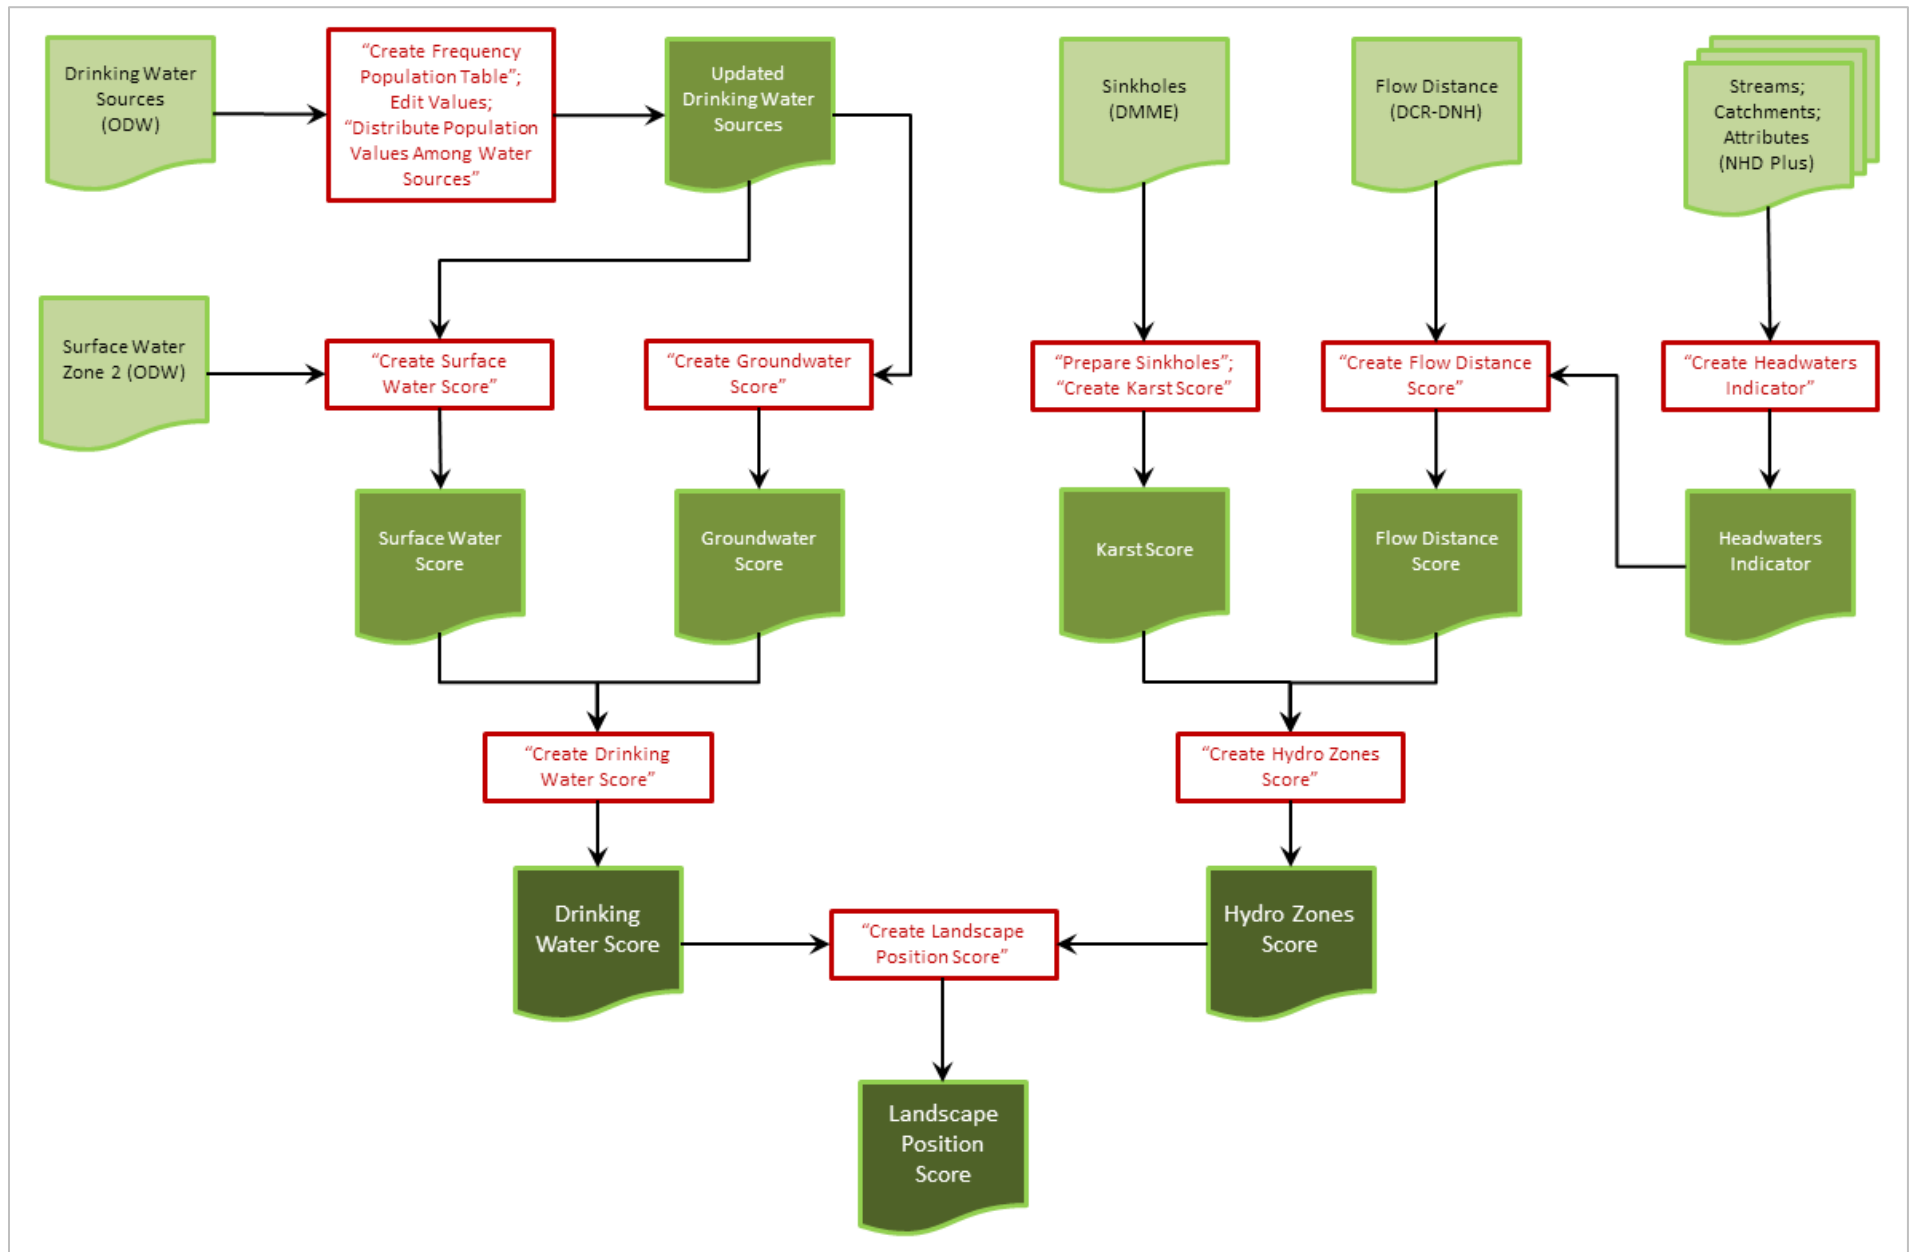 Drinking Water
Sources
(ODW)
“Create Frequency
Population Table”;
Edit Values;
“Distribute Population
Values Among Water
Sources”
Updated
Drinking Water
Sources
Sinkholes
(DMME)
Flow Distance
(DCR-DNH)
Streams;
Catchments;
Attributes
(NHD Plus)
Surface Water
Zone 2 (ODW)
“Create Surface
Water Score”
“Create Groundwater
Score”
“Prepare Sinkholes”;
“Create Karst Score”
“Create Flow Distance
Score”
“Create Headwaters
Indicator”
Surface Water
Score
Groundwater
Score
Karst Score
Flow Distance
Score
Headwaters
Indicator
“Create Drinking
Water Score”
“Create Hydro Zones
Score”
Drinking
Water Score
“Create Landscape
Position Score”
Hydro Zones
Score
Landscape
Position
Score